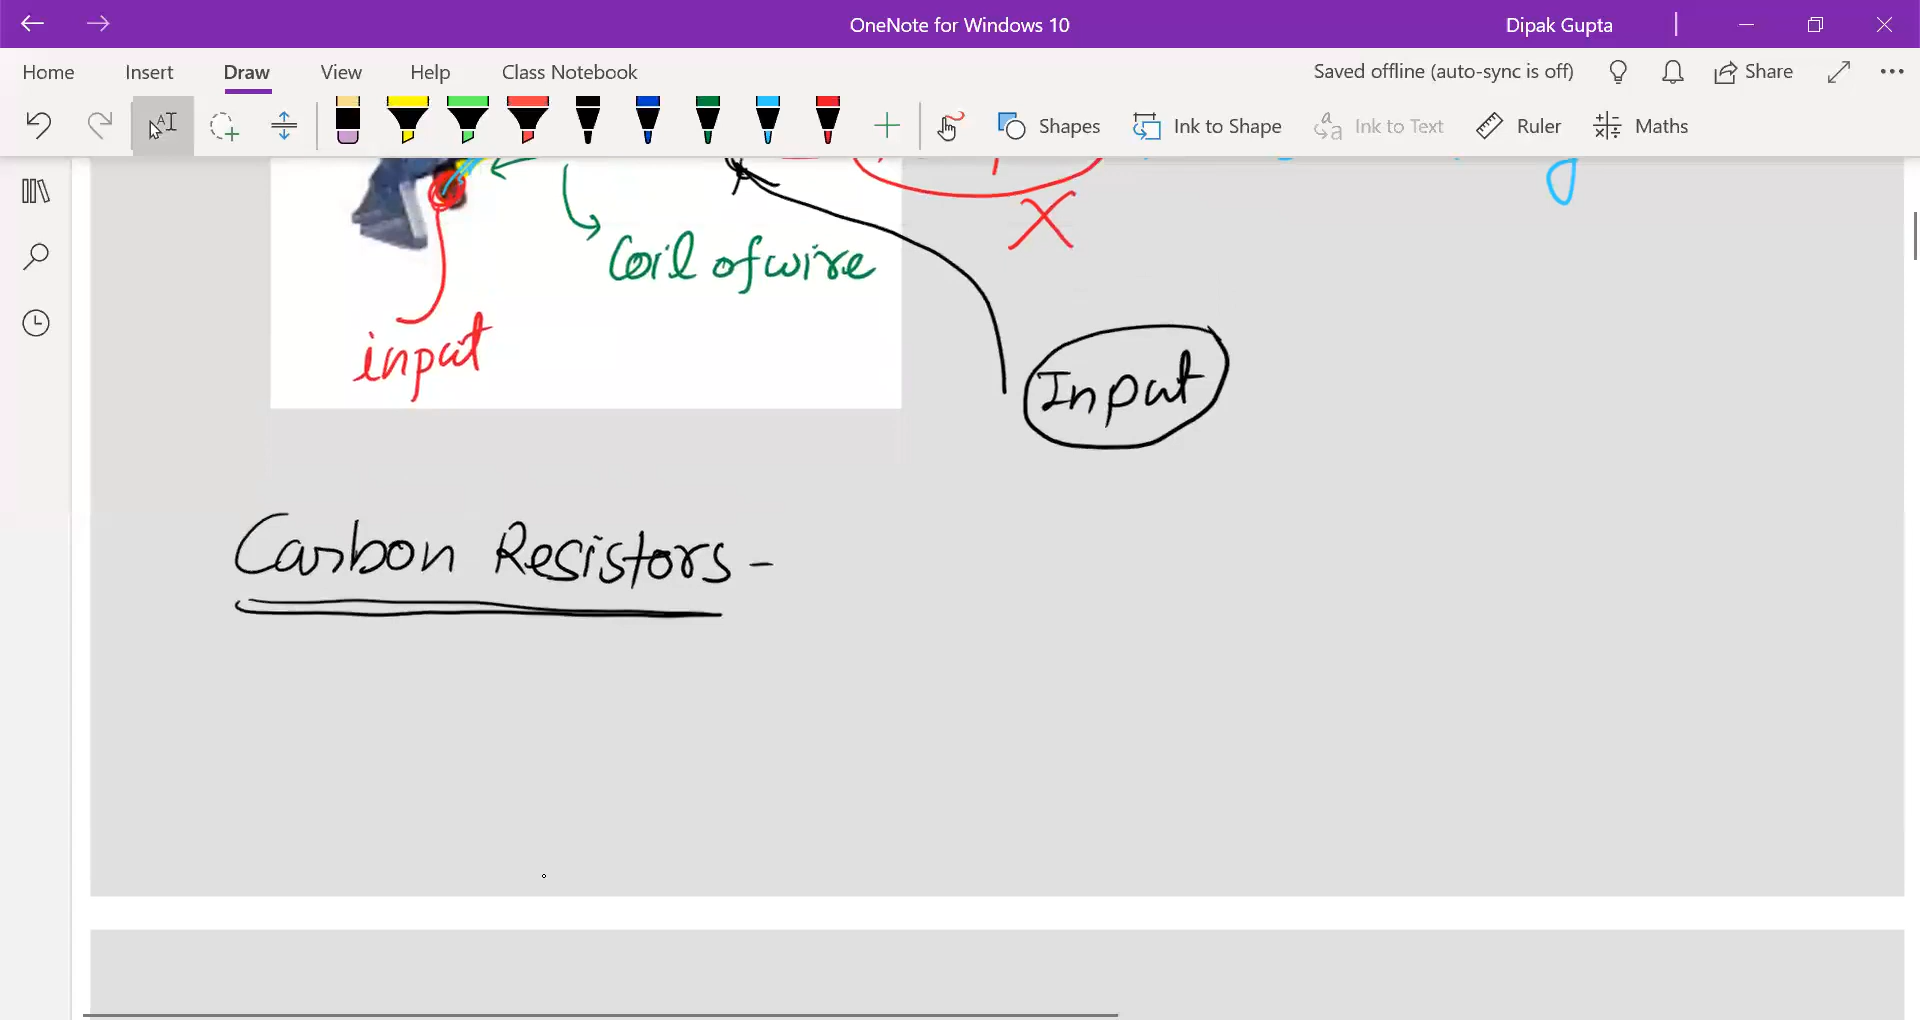 OneNote for Windows 10
Dipak Gupta
Home Insert Draw View Help Class Notebook
Saved offline (auto-sync is off) Share
Shapes Ink to Shape Ink to Text Ruler Maths
Coil of wire
X
input
Input
Carbon Resistors -